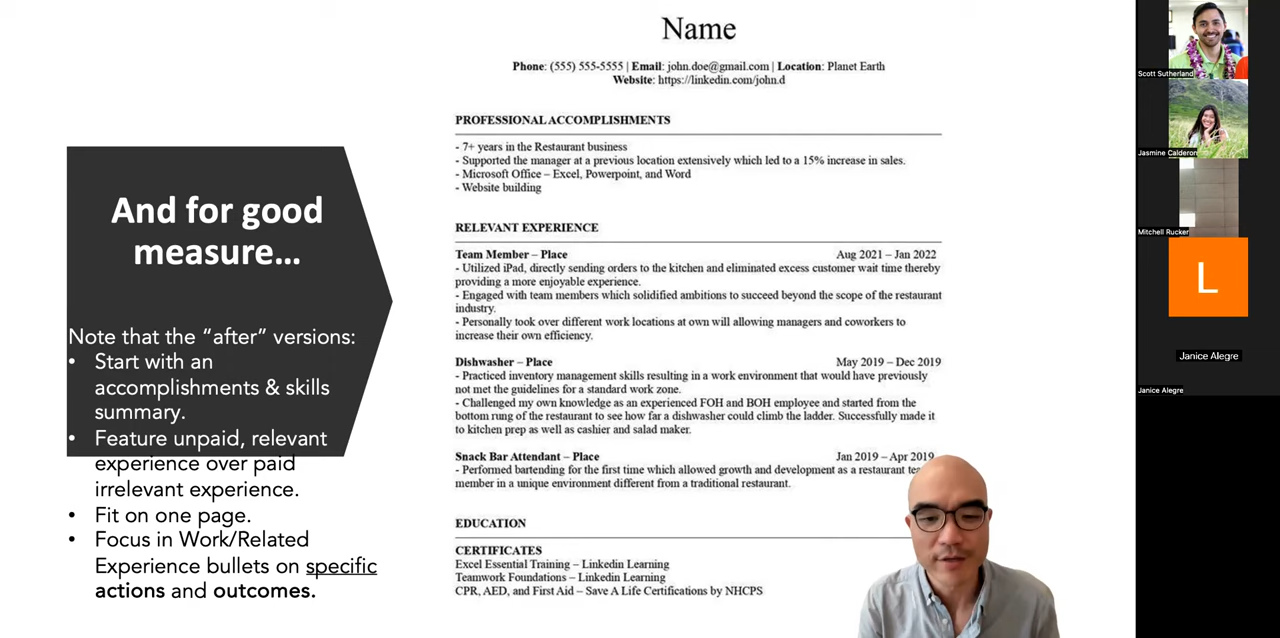 And for good
measure...
Note that the “after” versions:
• Start with an
accomplishments & skills
summary.
• Feature unpaid, relevant
experience over paid
irrelevant experience.
• Fit on one page.
• Focus in Work/Related
Experience bullets on specific
actions and outcomes.
Name
Phone: (555) 555-5555 | Email: john.doe@gmail.com | Location: Planet Earth
Website: https://linkedin.com/john.d
PROFESSIONAL ACCOMPLISHMENTS
- 7+ years in the Restaurant business
- Supported the manager at a previous location extensively which led to a 15% increase in sales.
- Microsoft Office – Excel, Powerpoint, and Word
- Website building
RELEVANT EXPERIENCE
Team Member – Place Aug 2021 – Jan 2022
- Utilized iPad, directly sending orders to the kitchen and eliminated excess customer wait time thereby
providing a more enjoyable experience.
- Engaged with team members which solidified ambitions to succeed beyond the scope of the restaurant
industry.
- Personally took over different work locations at own will allowing managers and coworkers to
increase their own efficiency.
Dishwasher – Place May 2019 – Dec 2019
- Practiced inventory management skills resulting in a work environment that would have previously
not met the guidelines for a standard work zone.
- Challenged my own knowledge as an experienced FOH and BOH employee and started from the
bottom rung of the restaurant to see how far a dishwasher could climb the ladder. Successfully made it
to kitchen prep as well as cashier and salad maker.
Snack Bar Attendant – Place Jan 2019 – Apr 2019
- Performed bartending for the first time which allowed growth and development as a restaurant
member in a unique environment different from a traditional restaurant.
EDUCATION
CERTIFICATES
Excel Essential Training – Linkedin Learning
Teamwork Foundations – Linkedin Learning
CPR, AED, and First Aid – Save A Life Certifications by NHCPS
Scott Sutherland
Jasmine Calderon
Mitchell Rucker
L
Janice Alegre
Janice Alegre